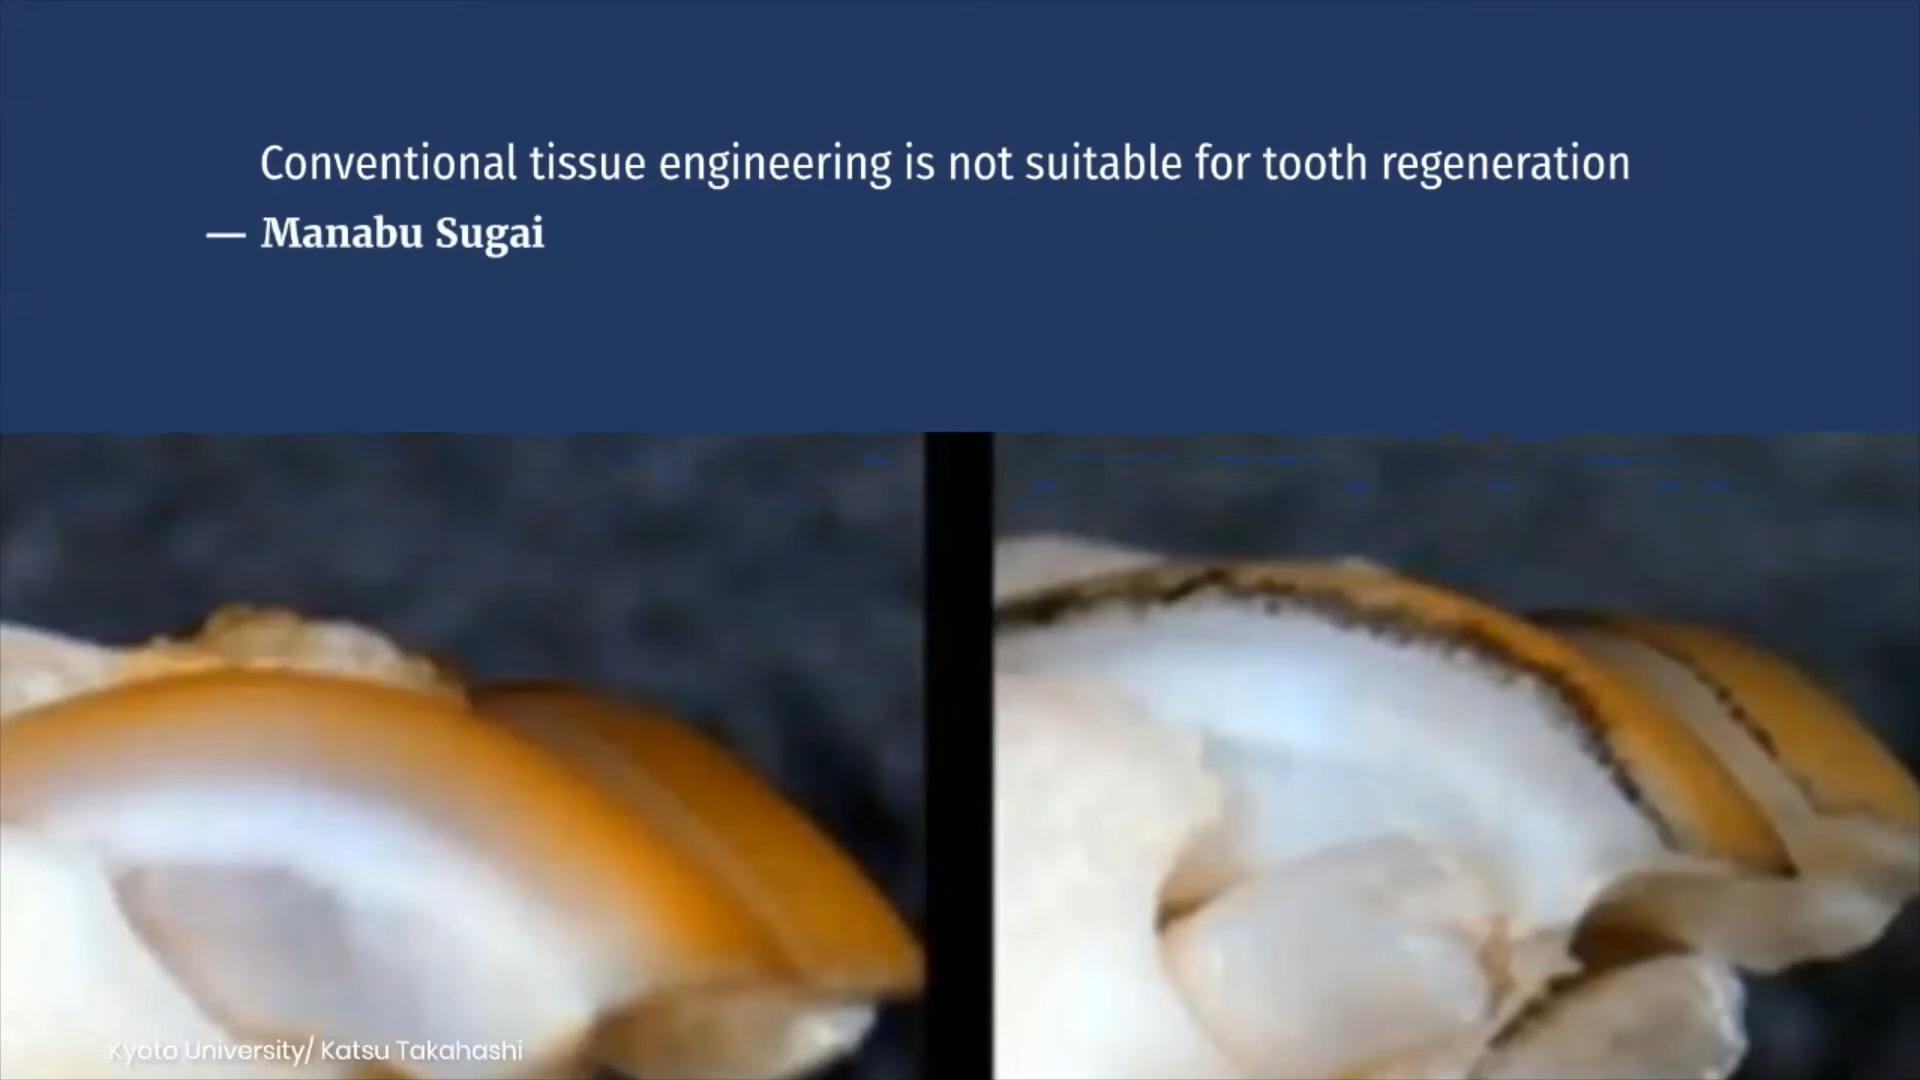 Conventional tissue engineering is not suitable for tooth regeneration
— Manabu Sugai
Kyoto University/ Katsu Takahashi